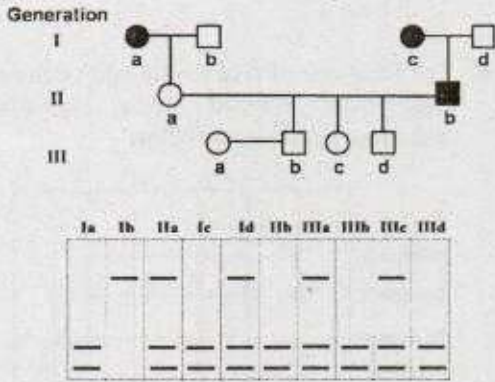 Generation
I
a b c d
II
a b
III
a b c d
Ia Ib IIa Ic Id IIb IIIa IIIb IIIc IIId